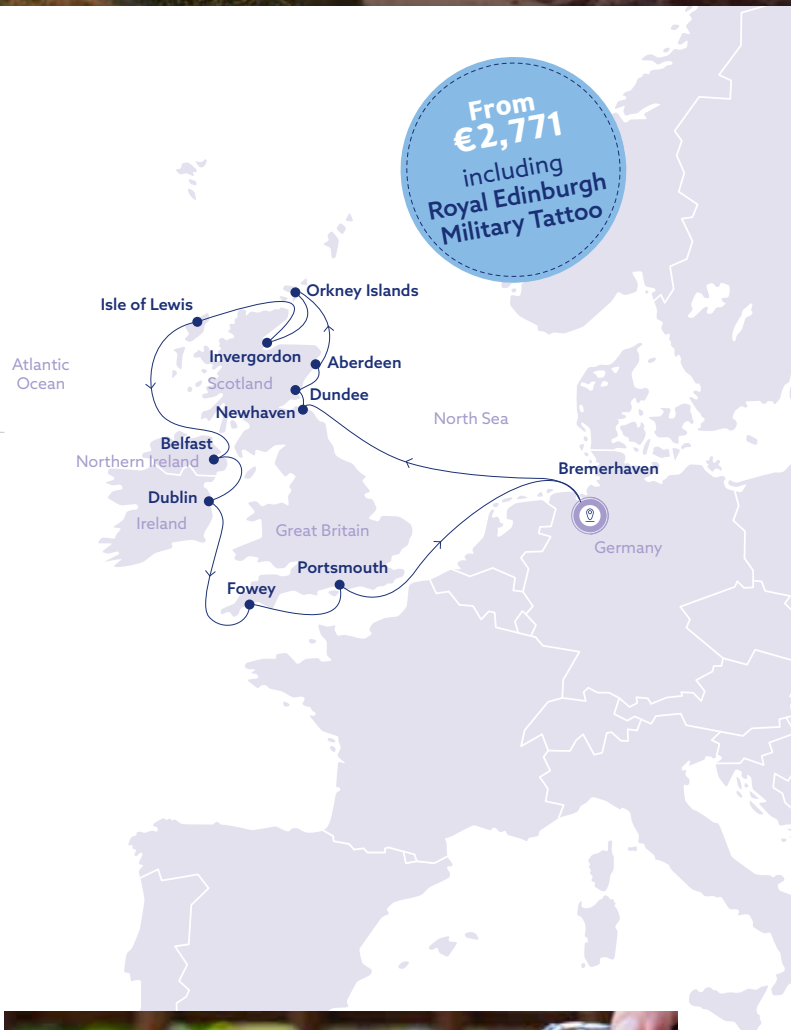 From
€2,771
including
Royal Edinburgh
Military Tattoo
Orkney Islands
Isle of Lewis
Invergordon
Aberdeen
Atlantic
Ocean
Scotland
Dundee
Newhaven
North Sea
Belfast
Northern Ireland
Bremerhaven
Dublin
Ireland
Great Britain
Germany
Portsmouth
Fowey